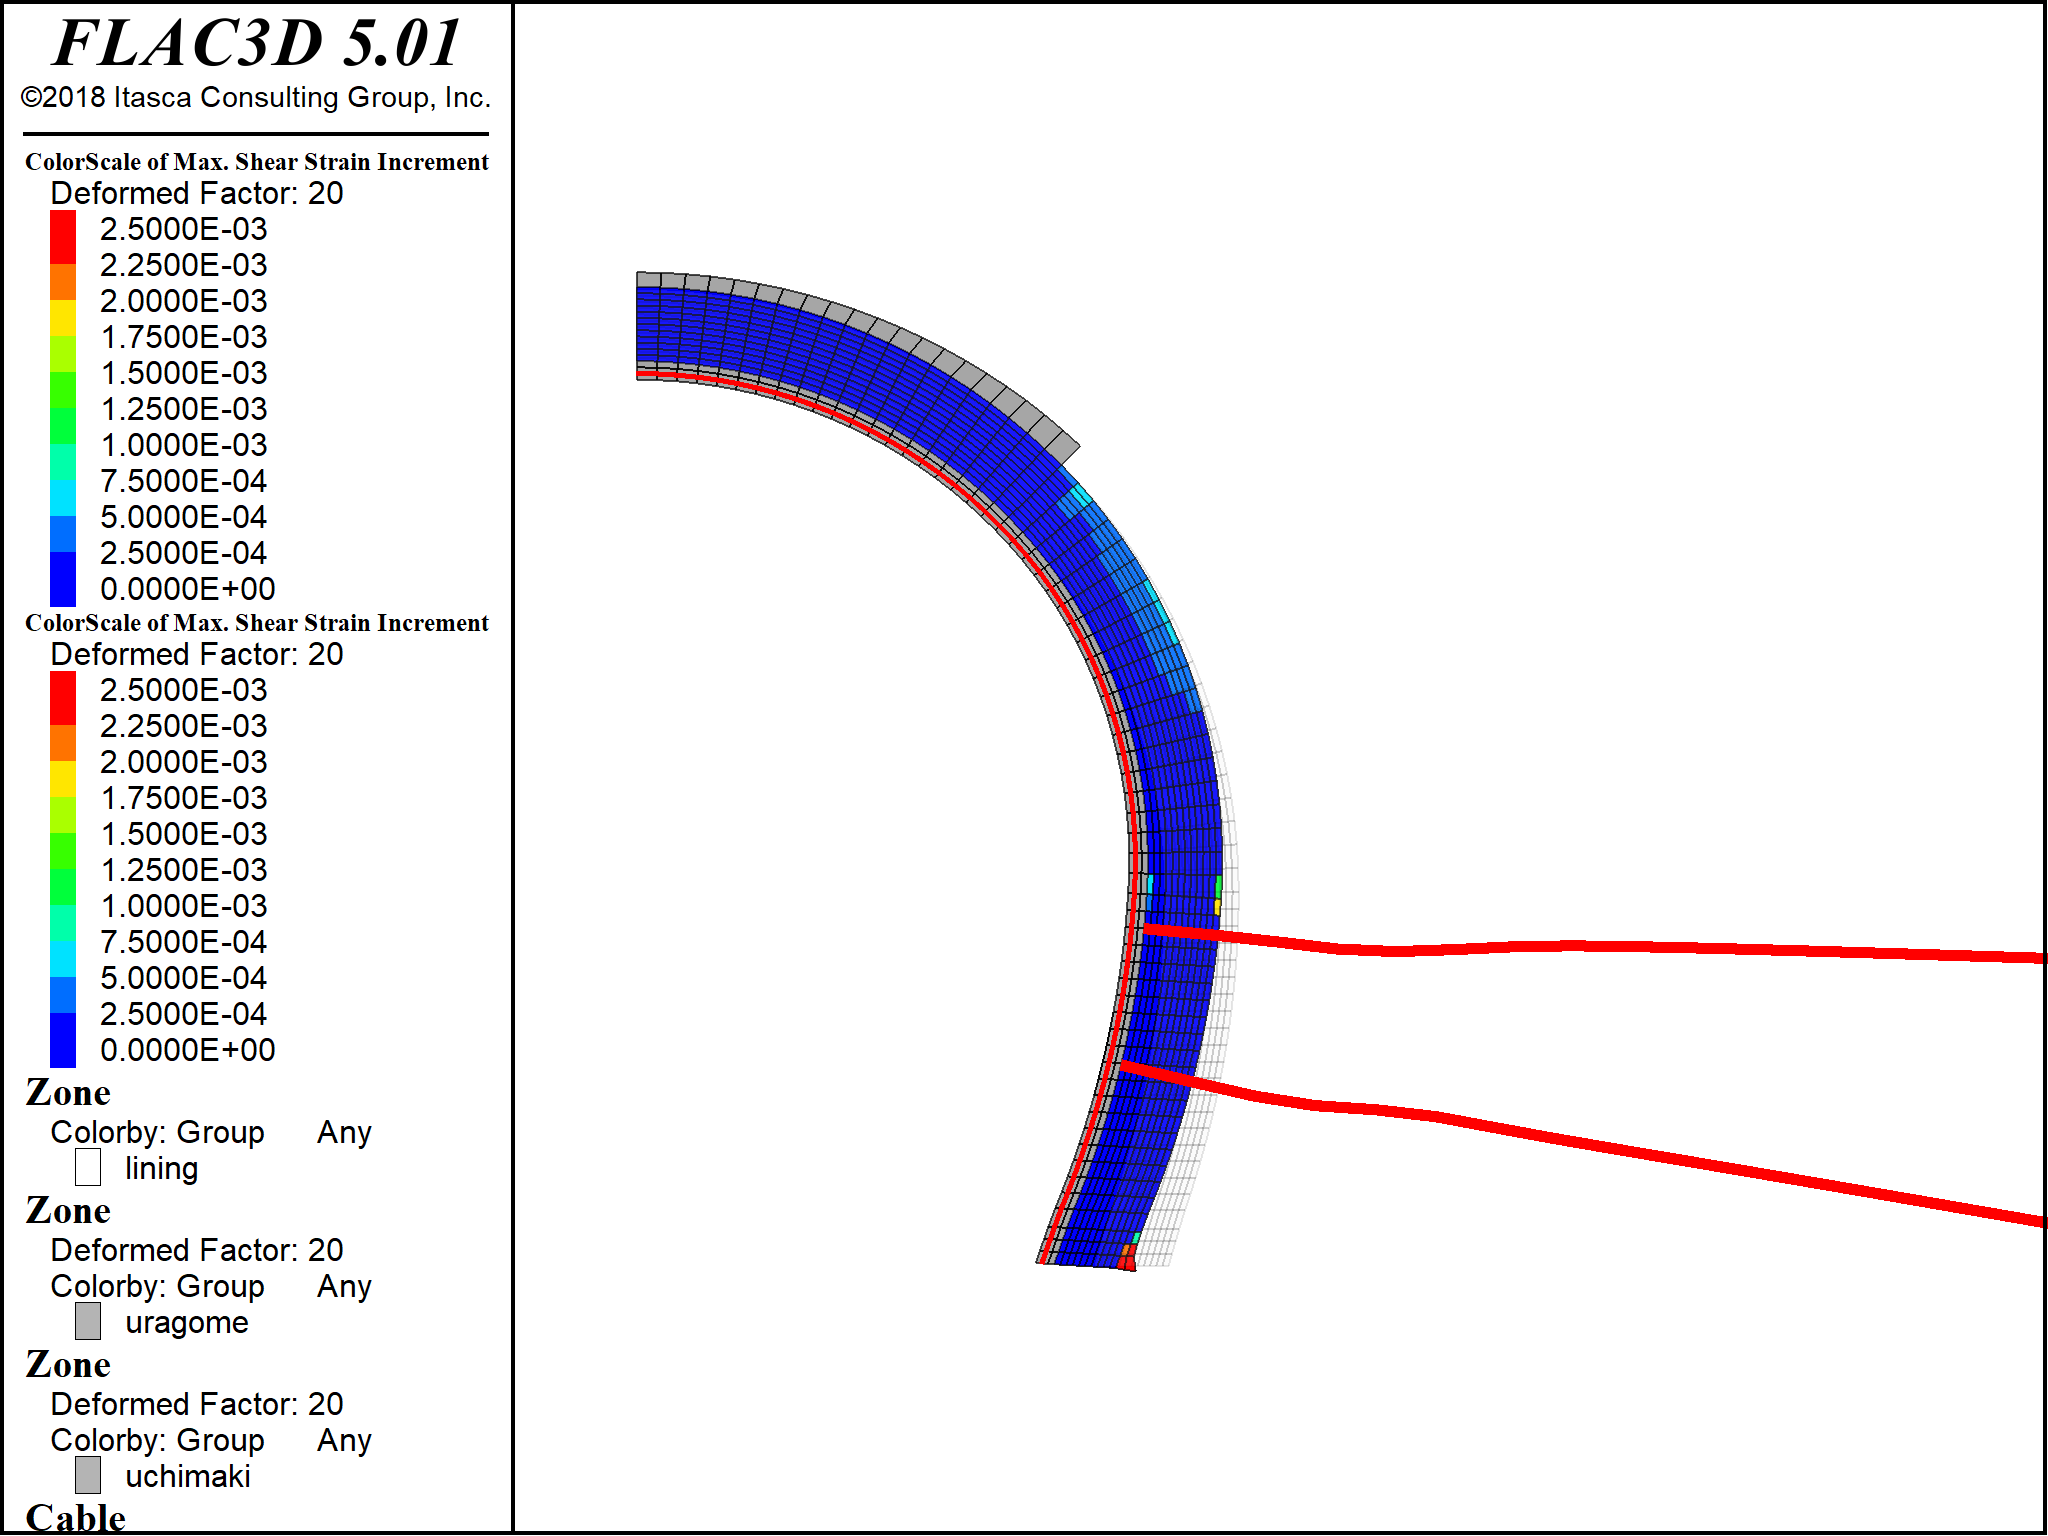 FLAC3D 5.01
©2018 Itasca Consulting Group, Inc.
ColorScale of Max. Shear Strain Increment
Deformed Factor: 20
2.5000E-03
2.2500E-03
2.0000E-03
1.7500E-03
1.5000E-03
1.2500E-03
1.0000E-03
7.5000E-04
5.0000E-04
2.5000E-04
0.0000E+00
ColorScale of Max. Shear Strain Increment
Deformed Factor: 20
2.5000E-03
2.2500E-03
2.0000E-03
1.7500E-03
1.5000E-03
1.2500E-03
1.0000E-03
7.5000E-04
5.0000E-04
2.5000E-04
0.0000E+00
Zone
Colorby: Group Any
lining
Zone
Deformed Factor: 20
Colorby: Group Any
uragome
Zone
Deformed Factor: 20
Colorby: Group Any
uchimaki
Cable